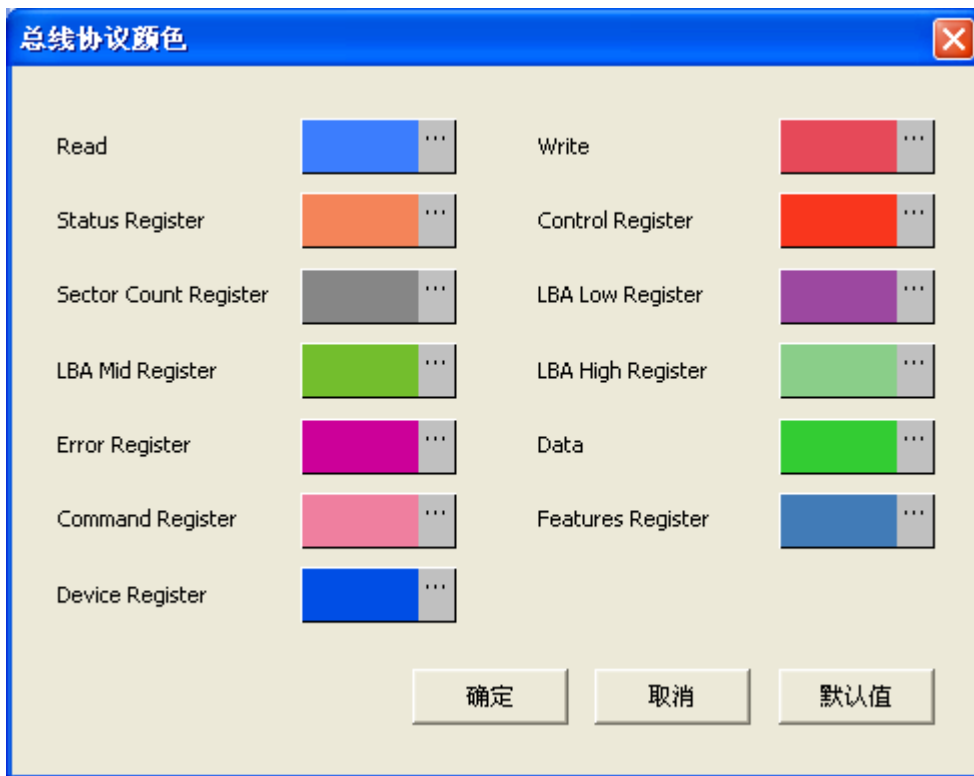 总线协议颜色
Read ... Write ...
Status Register ... Control Register ...
Sector Count Register ... LBA Low Register ...
LBA Mid Register ... LBA High Register ...
Error Register ... Data ...
Command Register ... Features Register ...
Device Register ...
确定 取消 默认值